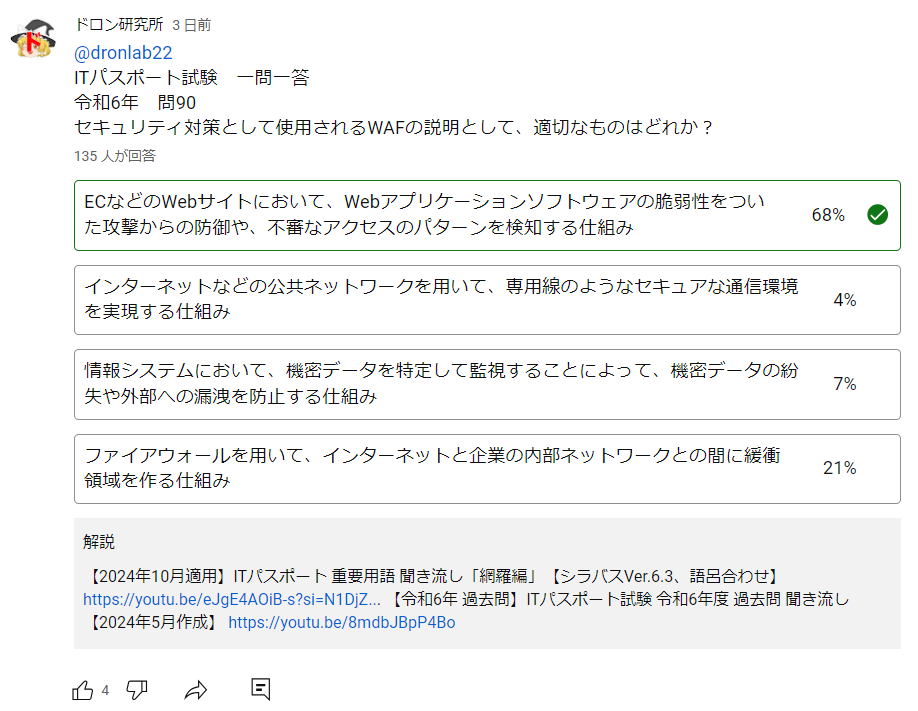 ドロン研究所 3 日前
@dronlab22
ITパスポート試験　一問一答
令和6年　問90
セキュリティ対策として使用されるWAFの説明として、適切なものはどれか？
135 人が回答
ECなどのWebサイトにおいて、Webアプリケーションソフトウェアの脆弱性をつい
た攻撃からの防御や、不審なアクセスのパターンを検知する仕組み
68%
インターネットなどの公共ネットワークを用いて、専用線のようなセキュアな通信環境
を実現する仕組み
4%
情報システムにおいて、機密データを特定して監視することによって、機密データの紛
失や外部への漏洩を防止する仕組み
7%
ファイアウォールを用いて、インターネットと企業の内部ネットワークとの間に緩衝
領域を作る仕組み
21%
解説
【2024年10月適用】ITパスポート 重要用語 聞き流し「網羅編」【シラバスVer.6.3、語呂合わせ】
https://youtu.be/eJgE4AOiB-s?si=N1DjZ... 【令和6年 過去問】ITパスポート試験 令和6年度 過去問 聞き流し
【2024年5月作成】 https://youtu.be/8mdbJBpP4Bo
4